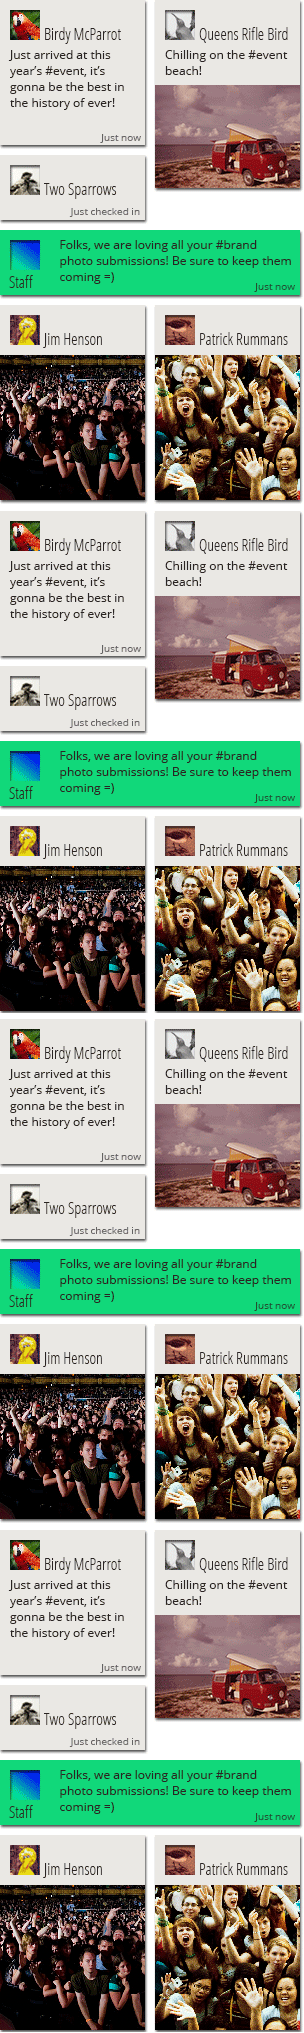 Birdy McParrot
Just arrived at this
year’s #event, it’s
gonna be the best in
the history of ever!
Just now
Queens Rifle Bird
Chilling on the #event
beach!
Two Sparrows
Just checked in
Staff
Folks, we are loving all your #brand
photo submissions! Be sure to keep them
coming =)
Just now
Jim Henson
Patrick Rummans
Birdy McParrot
Just arrived at this
year’s #event, it’s
gonna be the best in
the history of ever!
Just now
Queens Rifle Bird
Chilling on the #event
beach!
Two Sparrows
Just checked in
Staff
Folks, we are loving all your #brand
photo submissions! Be sure to keep them
coming =)
Just now
Jim Henson
Patrick Rummans
Birdy McParrot
Just arrived at this
year’s #event, it’s
gonna be the best in
the history of ever!
Just now
Queens Rifle Bird
Chilling on the #event
beach!
Two Sparrows
Just checked in
Staff
Folks, we are loving all your #brand
photo submissions! Be sure to keep them
coming =)
Just now
Jim Henson
Patrick Rummans
Birdy McParrot
Just arrived at this
year’s #event, it’s
gonna be the best in
the history of ever!
Just now
Queens Rifle Bird
Chilling on the #event
beach!
Two Sparrows
Just checked in
Staff
Folks, we are loving all your #brand
photo submissions! Be sure to keep them
coming =)
Just now
Jim Henson
Patrick Rummans